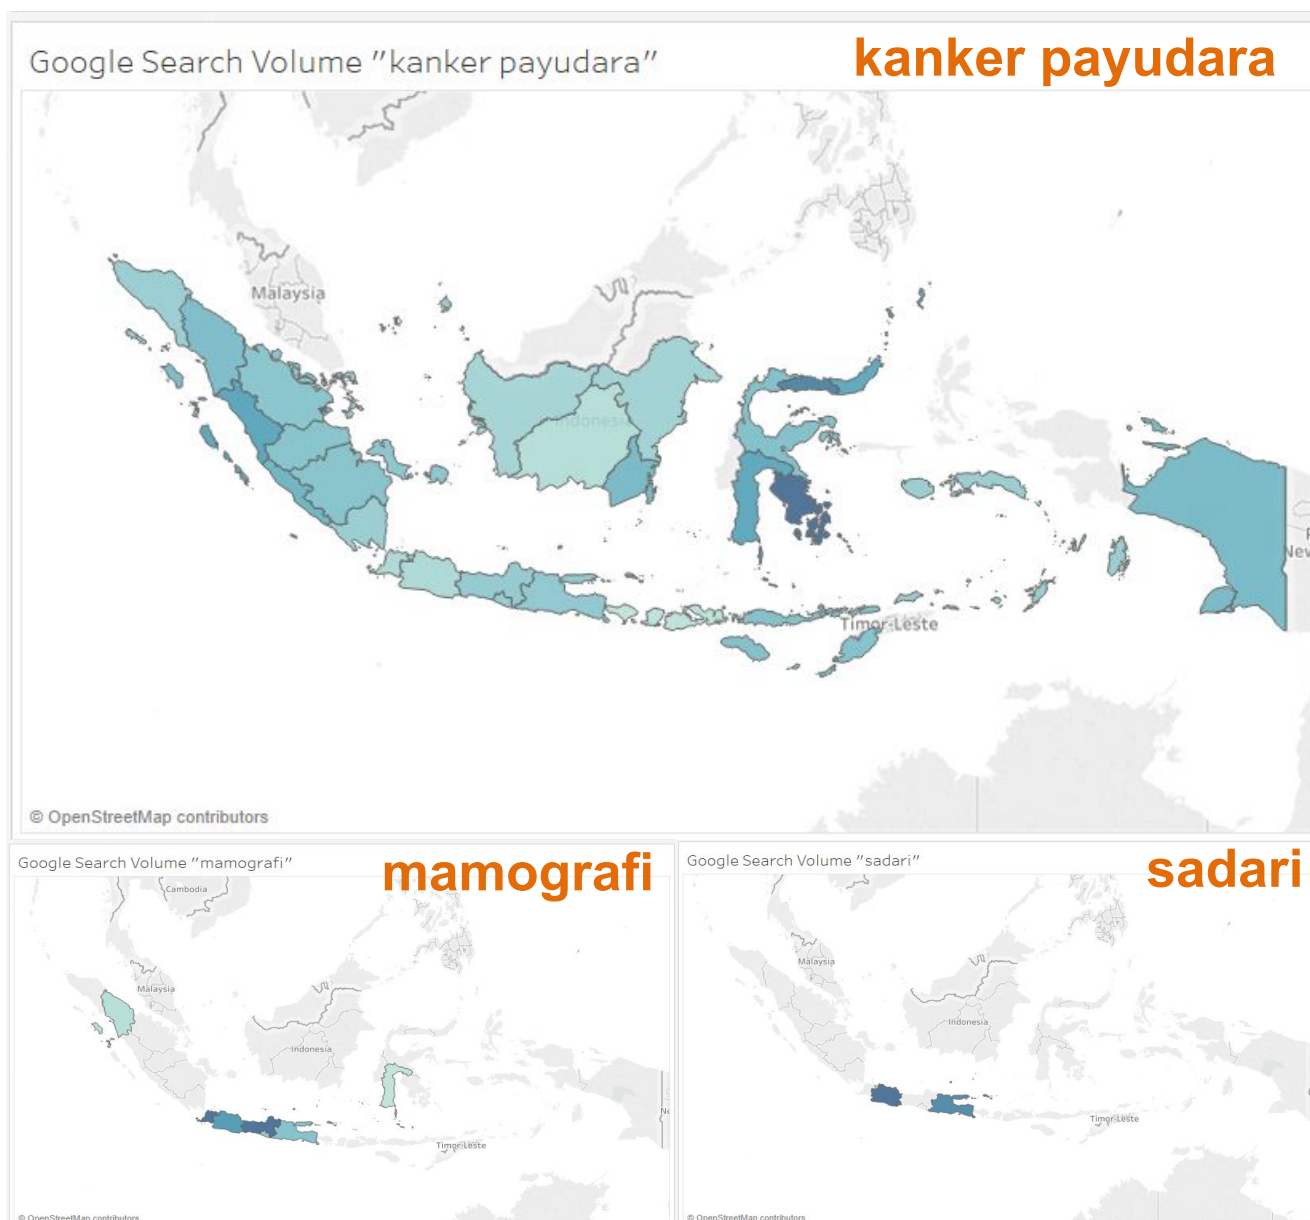 Google Search Volume "kanker payudara"
kanker payudara
Malaysia
Indonesia
Timor-Leste
© OpenStreetMap contributors
Google Search Volume "mamografi"
mamografi
Cambodia
Malaysia
Indonesia
Timor-Leste
© OpenStreetMap contributors
Google Search Volume "sadari"
sadari
Malaysia
Indonesia
Timor-Leste
© OpenStreetMap contributors